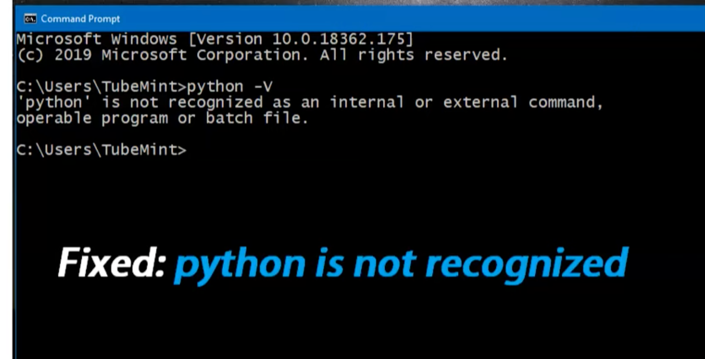 Command Prompt
Microsoft Windows [Version 10.0.18362.175]
(c) 2019 Microsoft Corporation. All rights reserved.
C:\Users\TubeMint>python -V
'python' is not recognized as an internal or external command,
operable program or batch file.
C:\Users\TubeMint>
Fixed: python is not recognized